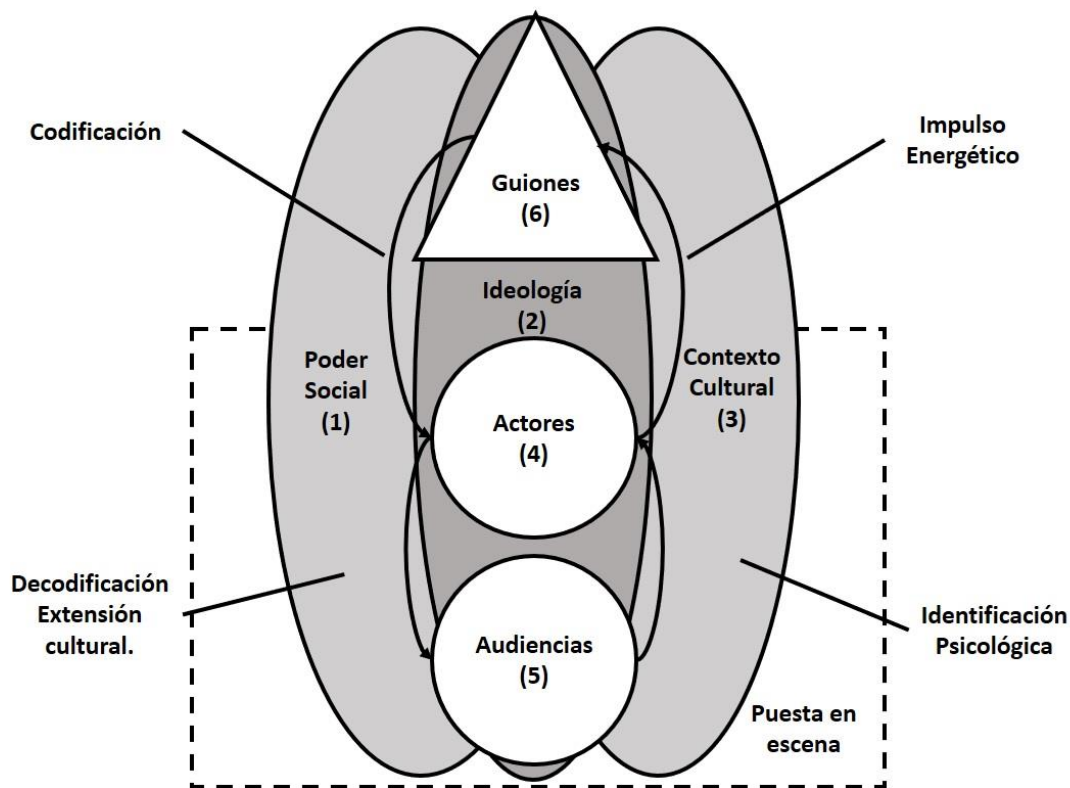 Codificación
Impulso
Energético
Guiones
(6)
Ideología
(2)
Poder
Social
(1)
Contexto
Cultural
(3)
Actores
(4)
Decodificación
Extensión
cultural.
Audiencias
(5)
Identificación
Psicológica
Puesta en
escena